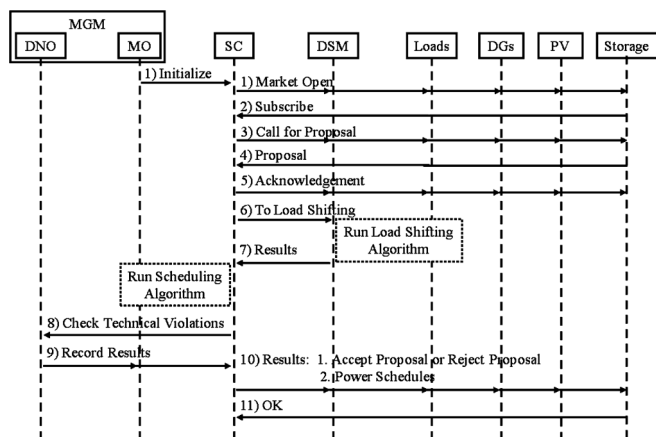 MGM
DNO
MO
SC
DSM
Loads
DGs
PV
Storage
1) Initialize
1) Market Open
2) Subscribe
3) Call for Proposal
4) Proposal
5) Acknowledgement
6) To Load Shifting
Run Load Shifting
Algorithm
7) Results
Run Scheduling
Algorithm
8) Check Technical Violations
9) Record Results
10) Results: 1. Accept Proposal or Reject Proposal
2. Power Schedules
11) OK